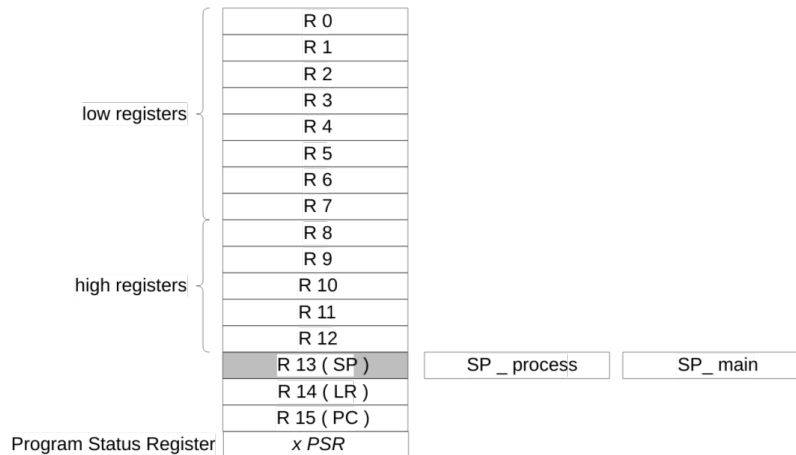 R 0
R 1
R 2
R 3
low registers
R 4
R 5
R 6
R 7
R 8
R 9
high registers
R 10
R 11
R 12
R 13 ( SP )
SP _ process
SP_ main
R 14 ( LR )
R 15 ( PC )
Program Status Register
x PSR